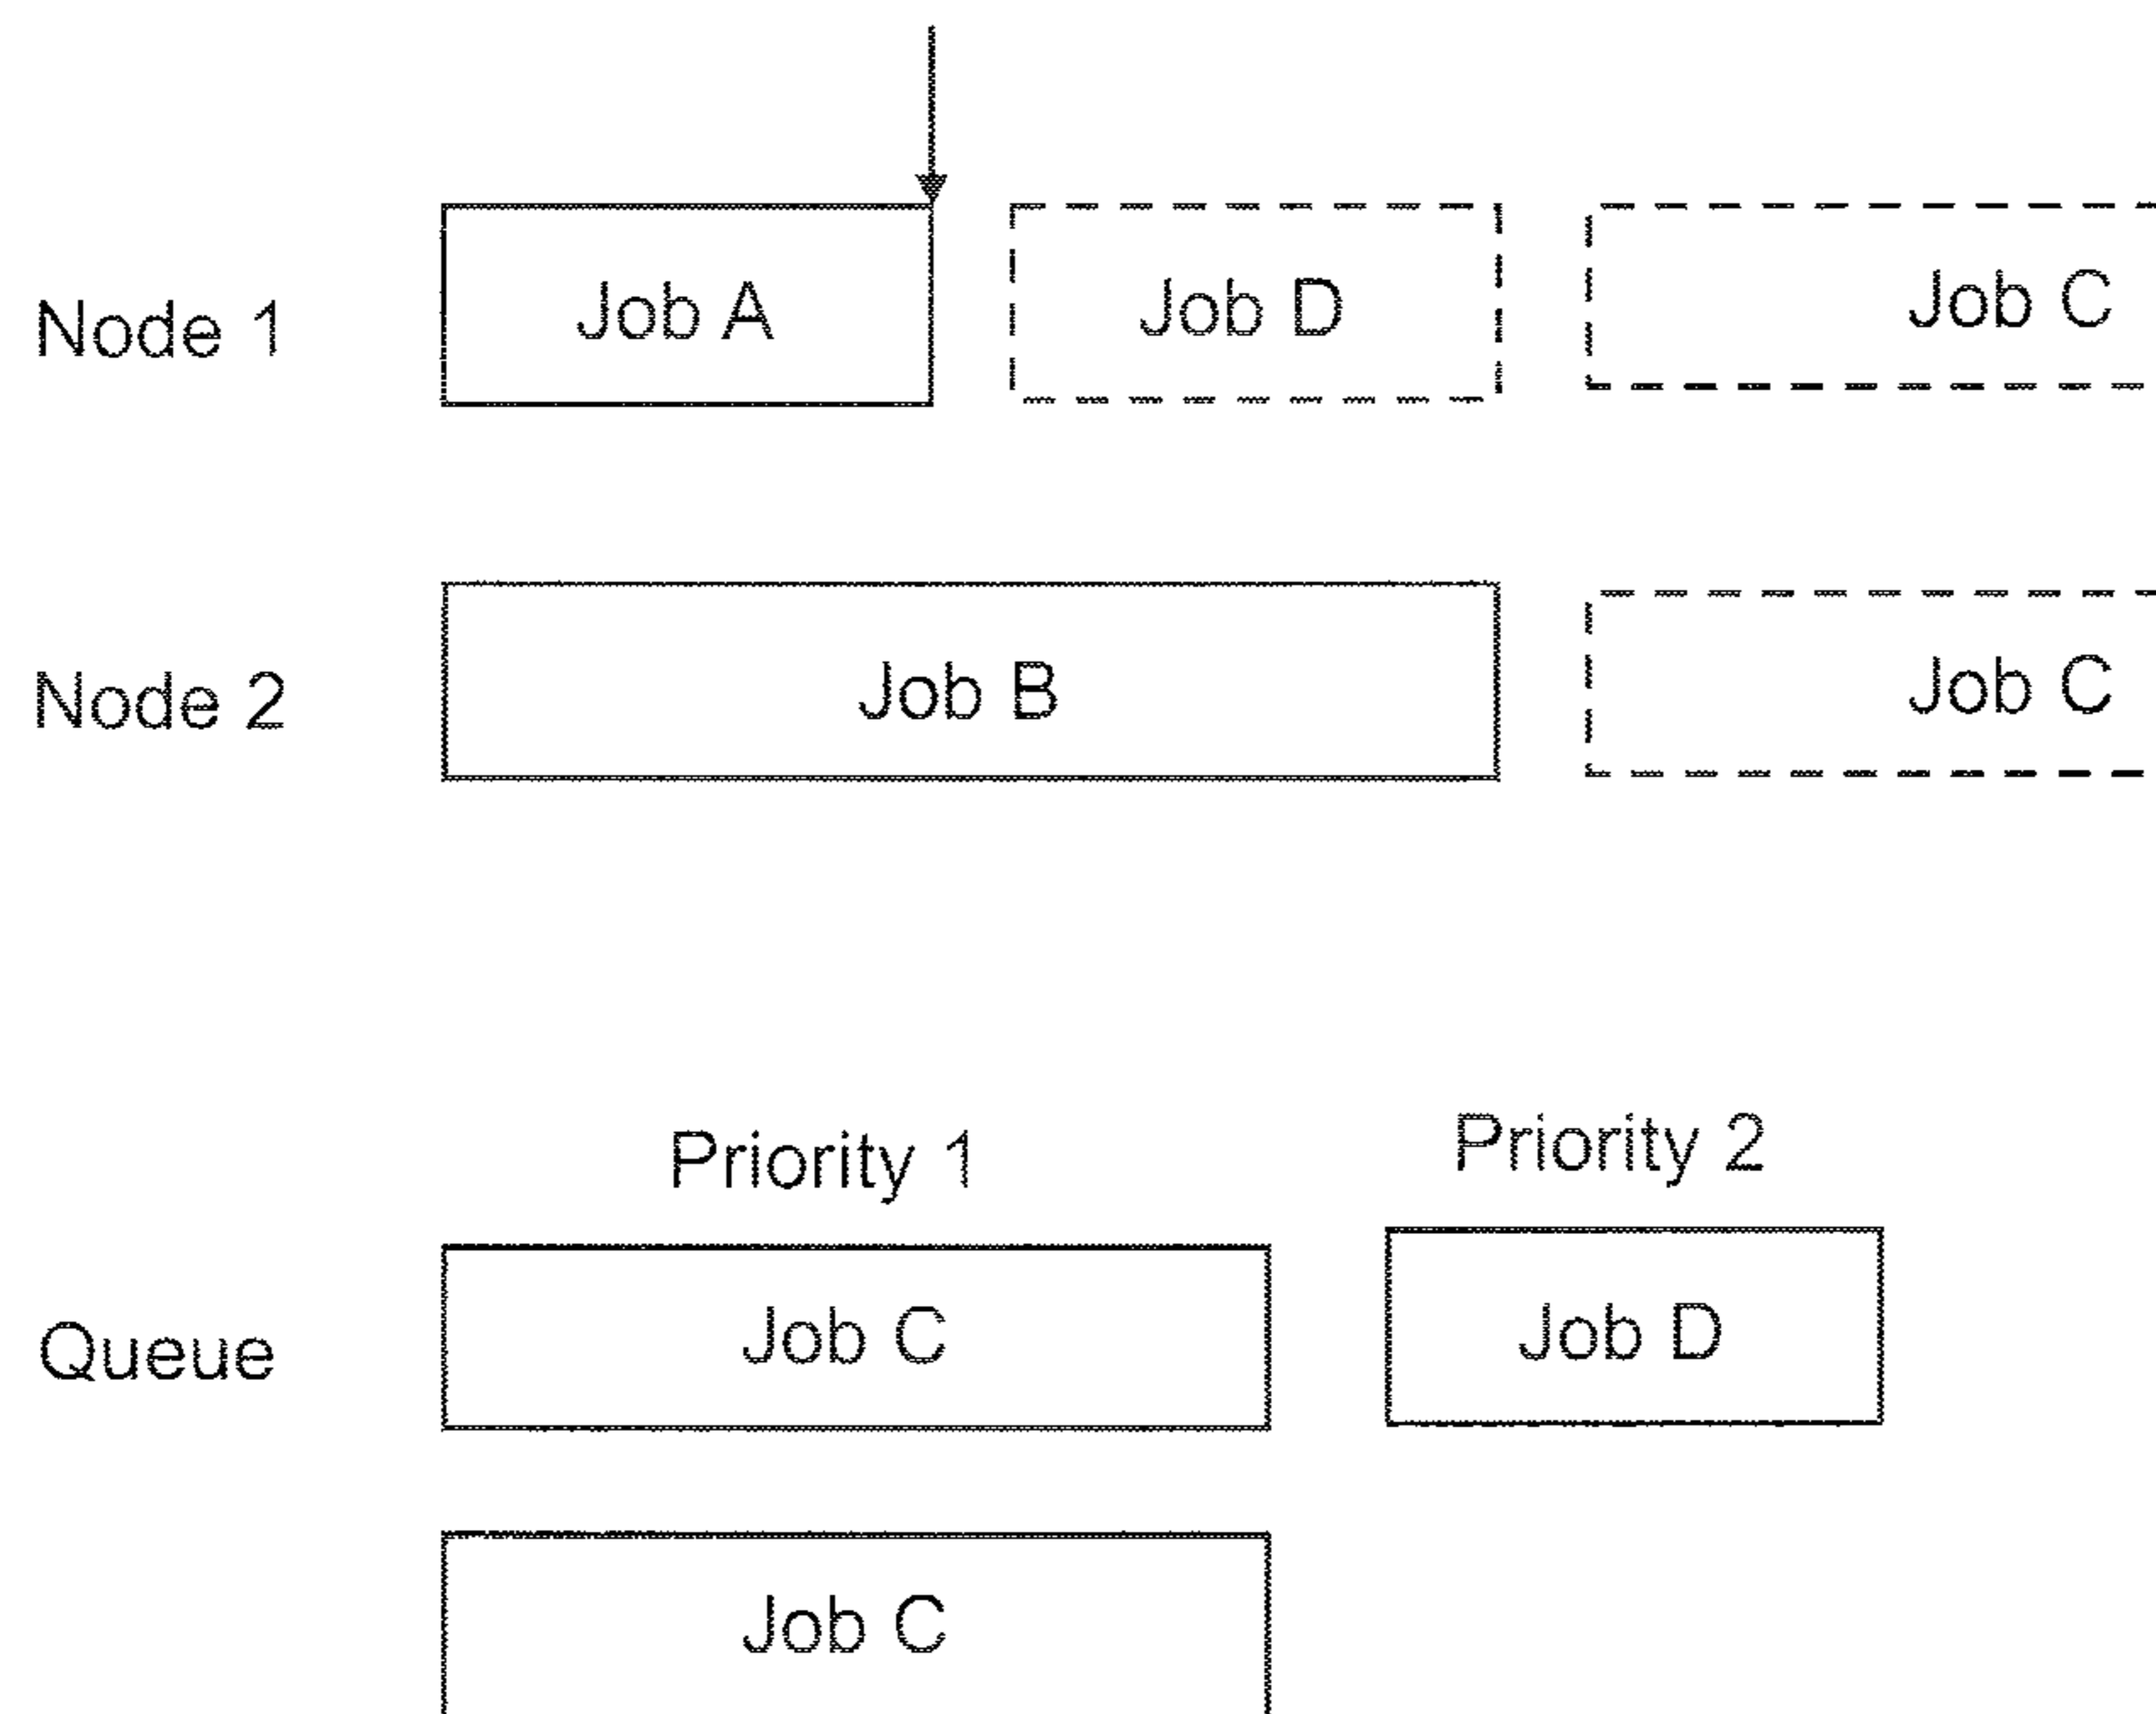 Node 1
Job A
Job D
Job C
Node 2
Job B
Job C
Priority 1
Priority 2
Queue
Job C
Job D
Job C